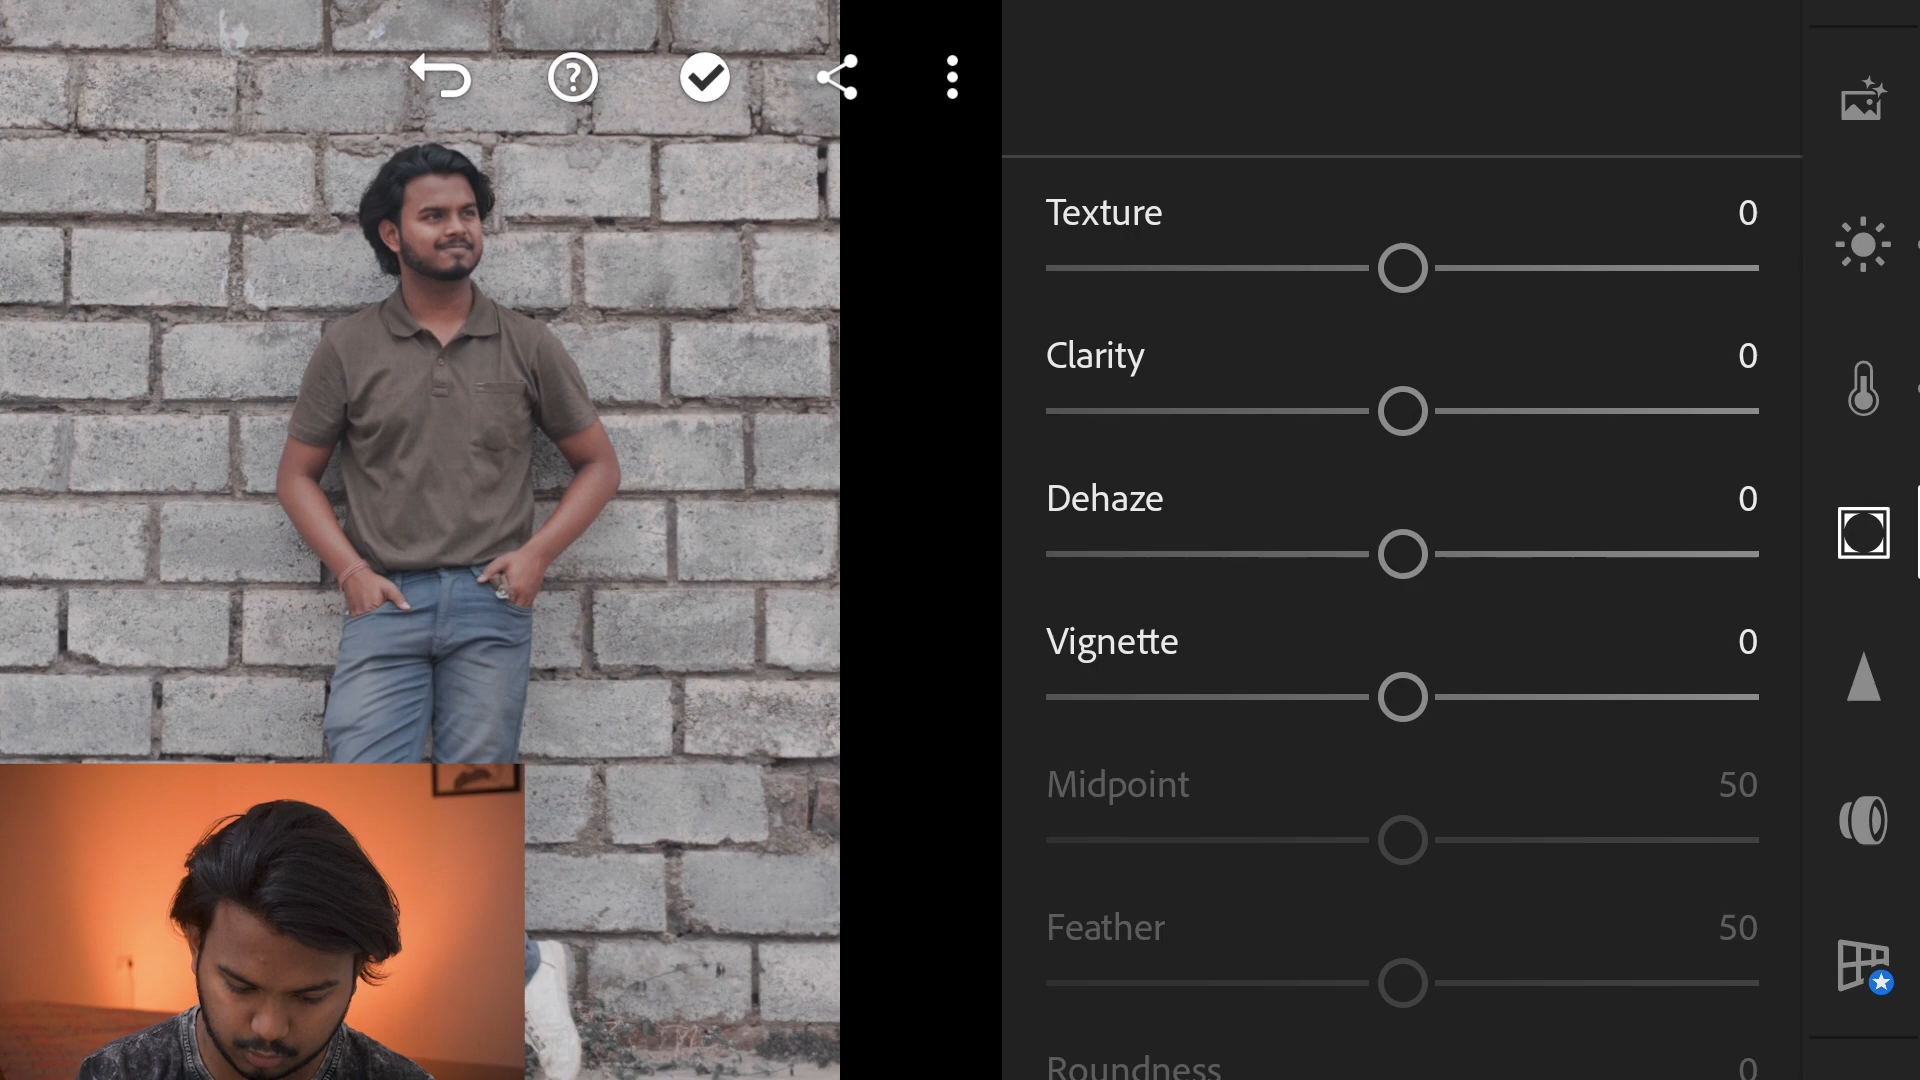 Texture 0
Clarity 0
Dehaze 0
Vignette 0
Midpoint 50
Feather 50
Roundness 0